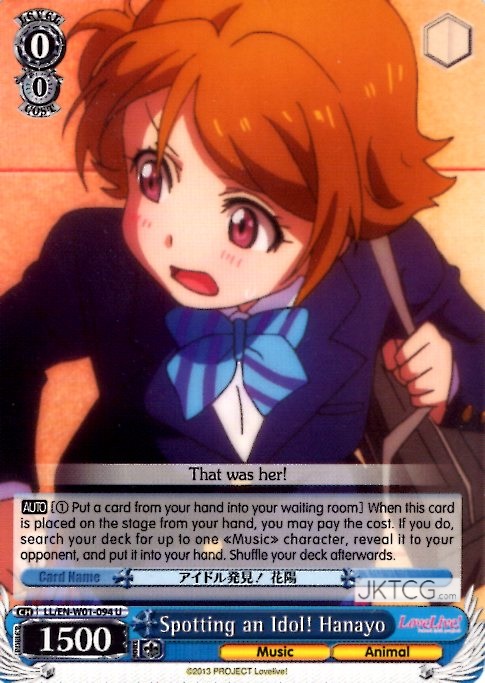 LEVEL
0
0
COST
That was her!
AUTO [① Put a card from your hand into your waiting room] When this card
is placed on the stage from your hand, you may pay the cost. If you do,
search your deck for up to one «Music» character, reveal it to your
opponent, and put it into your hand. Shuffle your deck afterwards.
Card Name アイドル発見! 花陽
JKTCG.com
CH LL/EN-W01-094 U
POWER 1500 Spotting an Idol! Hanayo LoveLive!
Music Animal
©2013 PROJECT Lovelive!